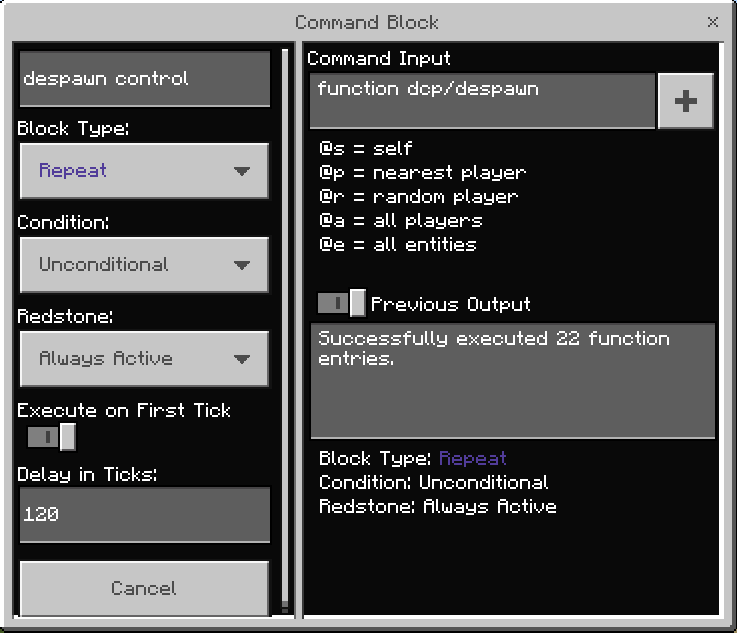 Command Block
despawn control
Block Type:
Repeat
Condition:
Unconditional
Redstone:
Always Active
Execute on First Tick
Delay in Ticks:
120
Cancel
Command Input
function dcp/despawn
@s = self
@p = nearest player
@r = random player
@a = all players
@e = all entities
Previous Output
Successfully executed 22 function
entries.
Block Type: Repeat
Condition: Unconditional
Redstone: Always Active